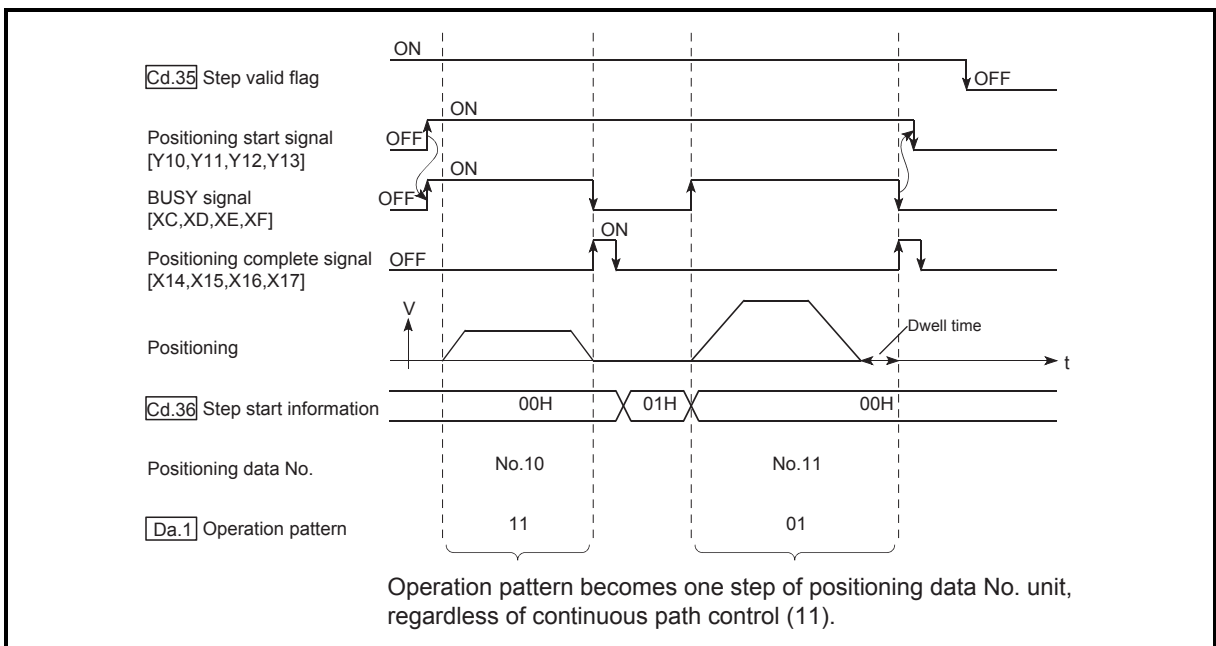 ON
Cd.35 Step valid flag
OFF
ON
Positioning start signal
[Y10,Y11,Y12,Y13]
OFF
ON
BUSY signal
[XC,XD,XE,XF]
OFF
ON
Positioning complete signal
[X14,X15,X16,X17]
OFF
V
Dwell time
Positioning
t
Cd.36 Step start information
00H
01H
00H
Positioning data No.
No.10
No.11
Da.1 Operation pattern
11
01
Operation pattern becomes one step of positioning data No. unit,
regardless of continuous path control (11).